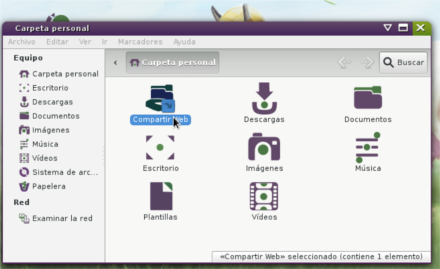 Carpeta personal
Archivo Editar Ver Ir Marcadores Ayuda
Equipo
Carpeta personal
Escritorio
Descargas
Documentos
Imágenes
Música
Vídeos
Sistema de arc...
Papelera
Red
Examinar la red
Carpeta personal
Buscar
Compartir Web
Descargas
Documentos
Escritorio
Imágenes
Música
Plantillas
Vídeos
«Compartir Web» seleccionado (contiene 1 elemento)